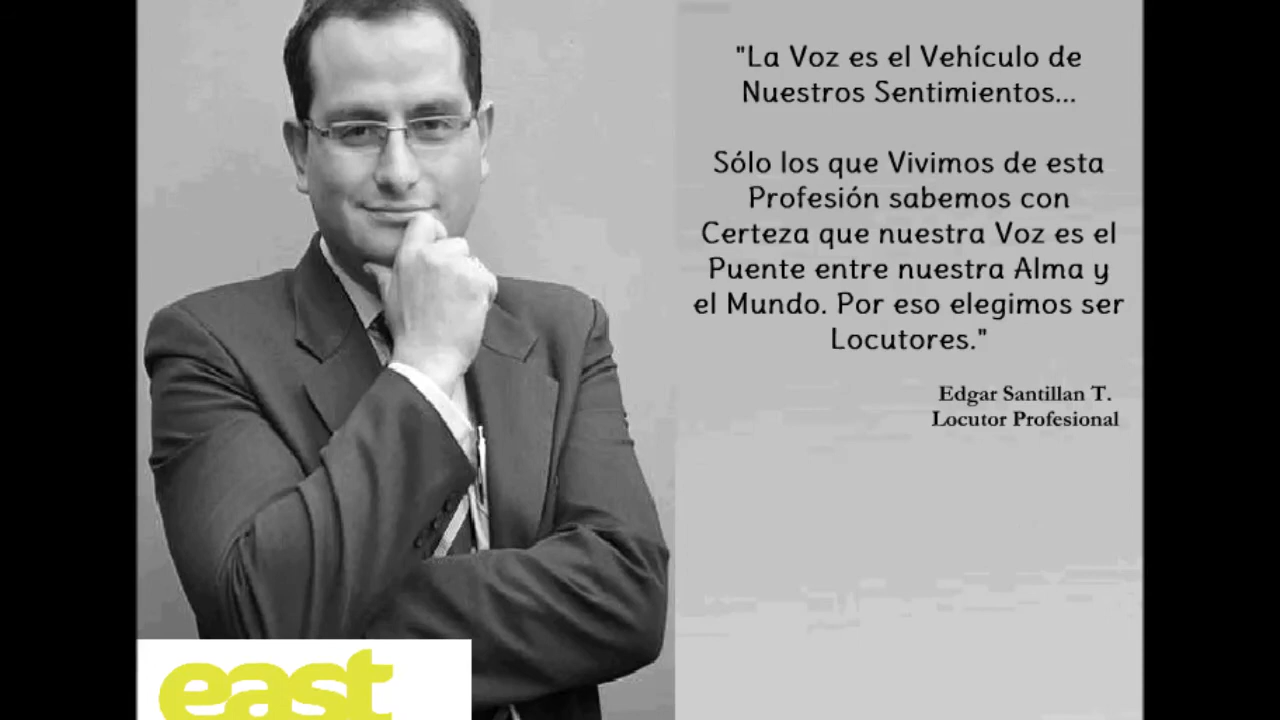 "La Voz es el Vehículo de
Nuestros Sentimientos...
Sólo los que Vivimos de esta
Profesión sabemos con
Certeza que nuestra Voz es el
Puente entre nuestra Alma y
el Mundo. Por eso elegimos ser
Locutores."
Edgar Santillan T.
Locutor Profesional
east